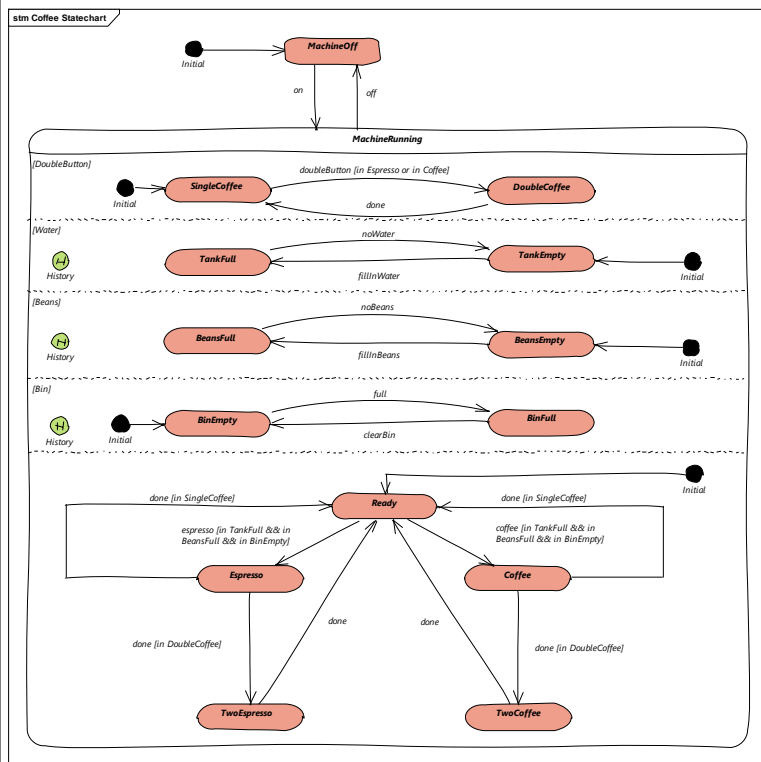 stm Coffee Statechart
MachineOff
Initial
on
off
MachineRunning
[DoubleButton]
doubleButton [in Espresso or in Coffee]
SingleCoffee
DoubleCoffee
Initial
done
[Water]
noWater
TankFull
TankEmpty
History
fillInWater
Initial
[Beans]
noBeans
BeansFull
BeansEmpty
History
fillInBeans
Initial
[Bin]
full
BinEmpty
BinFull
History
Initial
clearBin
Initial
done [in SingleCoffee]
Ready
done [in SingleCoffee]
espresso [in TankFull && in
BeansFull && in BinEmpty]
coffee [in TankFull && in
BeansFull && in BinEmpty]
Espresso
Coffee
done
done
done [in DoubleCoffee]
done [in DoubleCoffee]
TwoEspresso
TwoCoffee